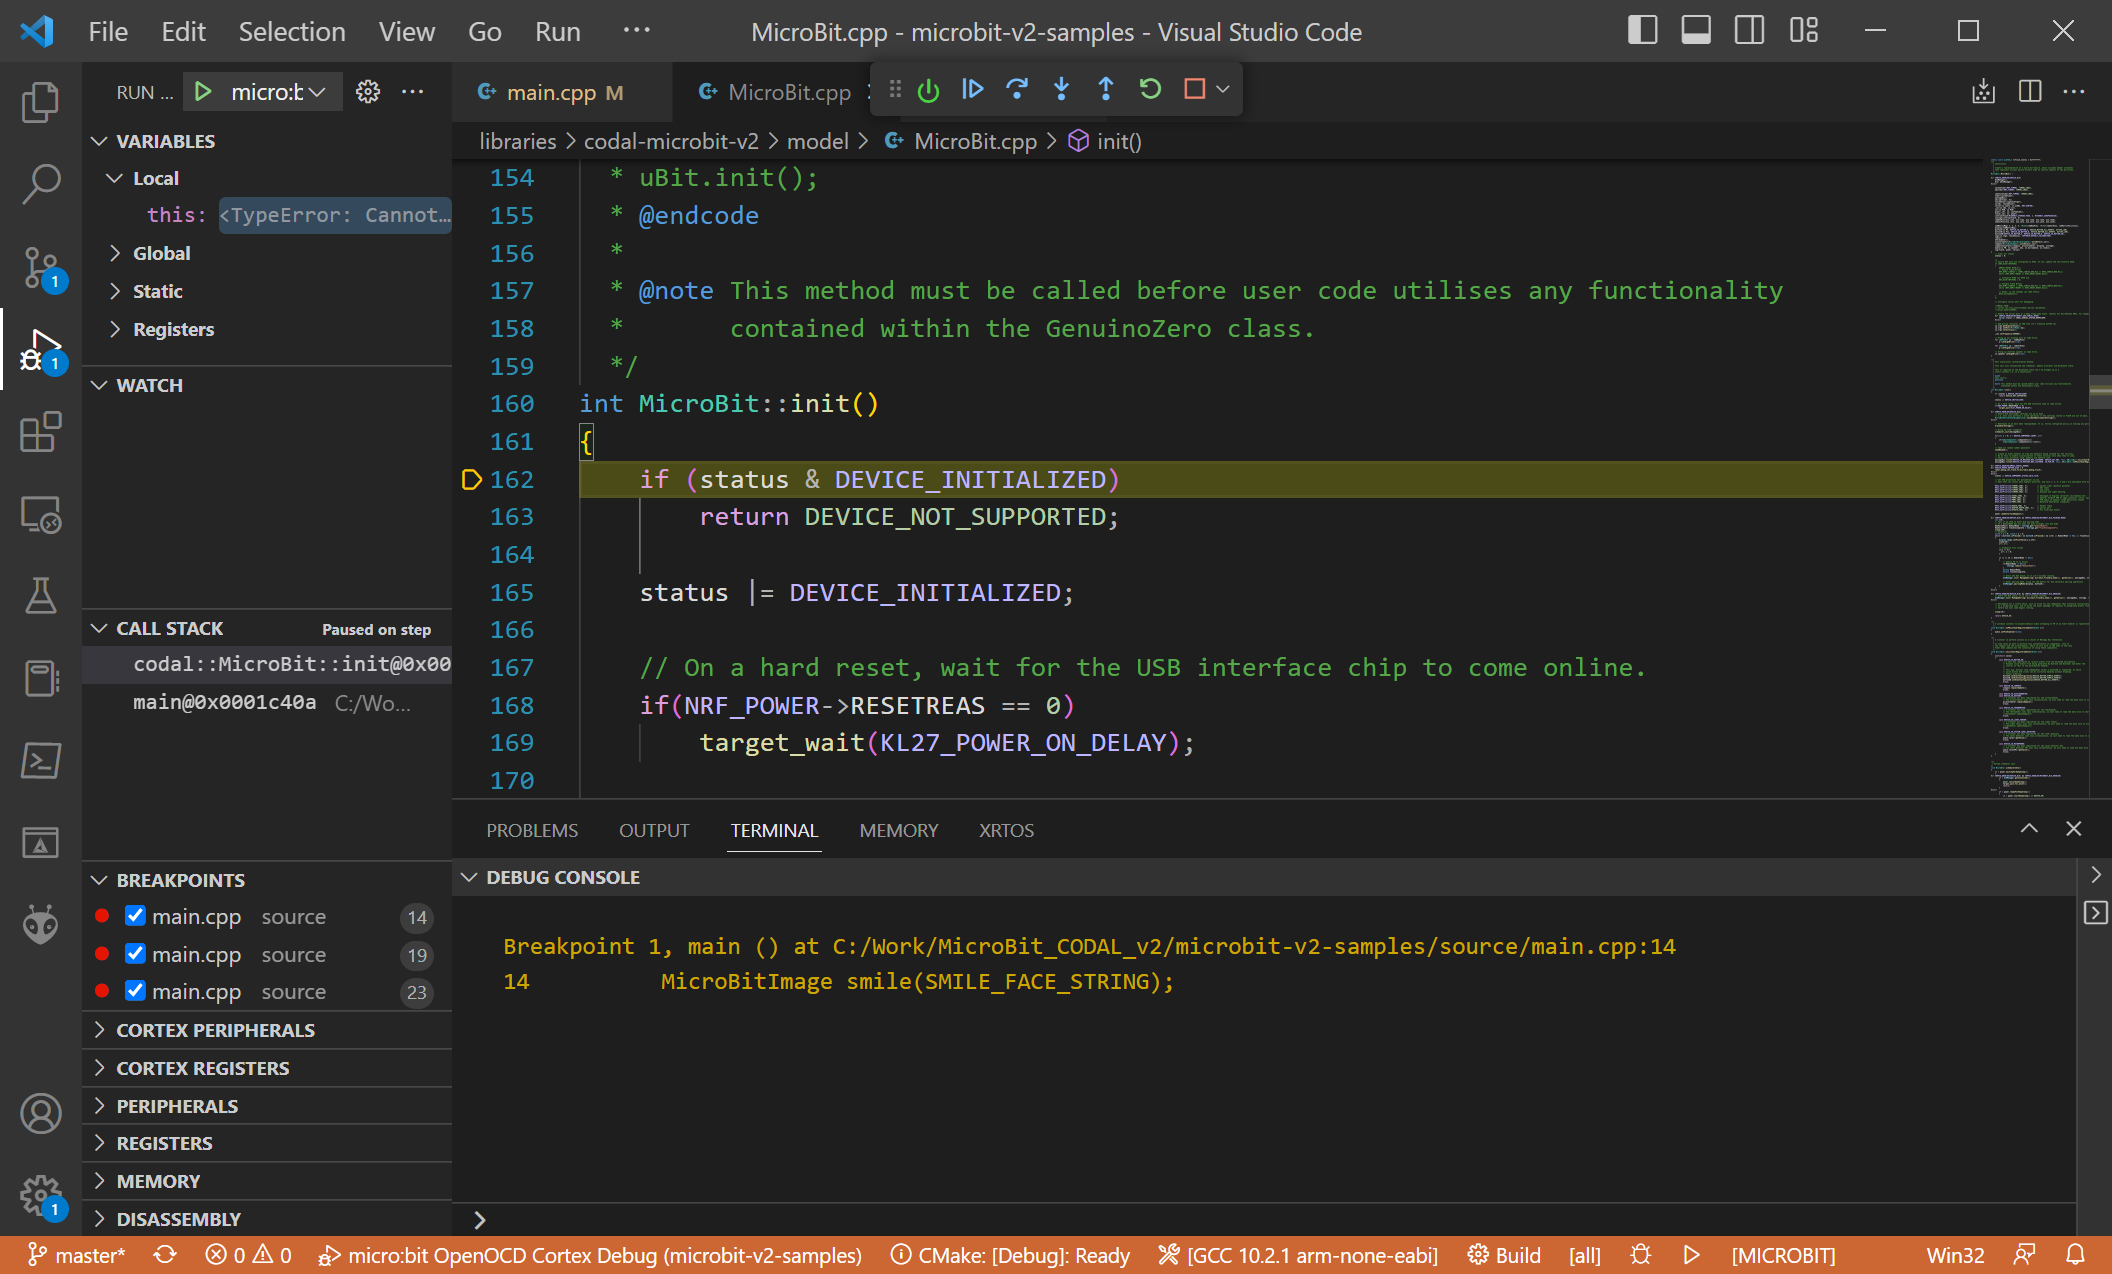 File Edit Selection View Go Run ··· MicroBit.cpp - microbit-v2-samples - Visual Studio Code
RUN ... micro:b ···
main.cpp M MicroBit.cpp
libraries > codal-microbit-v2 > model > MicroBit.cpp > init()
VARIABLES
Local
this: <TypeError: Cannot…
Global
Static
Registers
WATCH
CALL STACK Paused on step
codal::MicroBit::init@0x00
main@0x0001c40a C:/Wo...
BREAKPOINTS
main.cpp source 14
main.cpp source 19
main.cpp source 23
CORTEX PERIPHERALS
CORTEX REGISTERS
PERIPHERALS
REGISTERS
MEMORY
DISASSEMBLY
1
1
1
154 * uBit.init();
155 * @endcode
156 *
157 * @note This method must be called before user code utilises any functionality
158 * contained within the GenuinoZero class.
159 */
160 int MicroBit::init()
161 {
162 if (status & DEVICE_INITIALIZED)
163 return DEVICE_NOT_SUPPORTED;
164
165 status |= DEVICE_INITIALIZED;
166
167 // On a hard reset, wait for the USB interface chip to come online.
168 if(NRF_POWER->RESETREAS == 0)
169 target_wait(KL27_POWER_ON_DELAY);
170
PROBLEMS OUTPUT TERMINAL MEMORY XRTOS
DEBUG CONSOLE
Breakpoint 1, main () at C:/Work/MicroBit_CODAL_v2/microbit-v2-samples/source/main.cpp:14
14 MicroBitImage smile(SMILE_FACE_STRING);
master* 0 0 micro:bit OpenOCD Cortex Debug (microbit-v2-samples) CMake: [Debug]: Ready [GCC 10.2.1 arm-none-eabi] Build [all] [MICROBIT] Win32